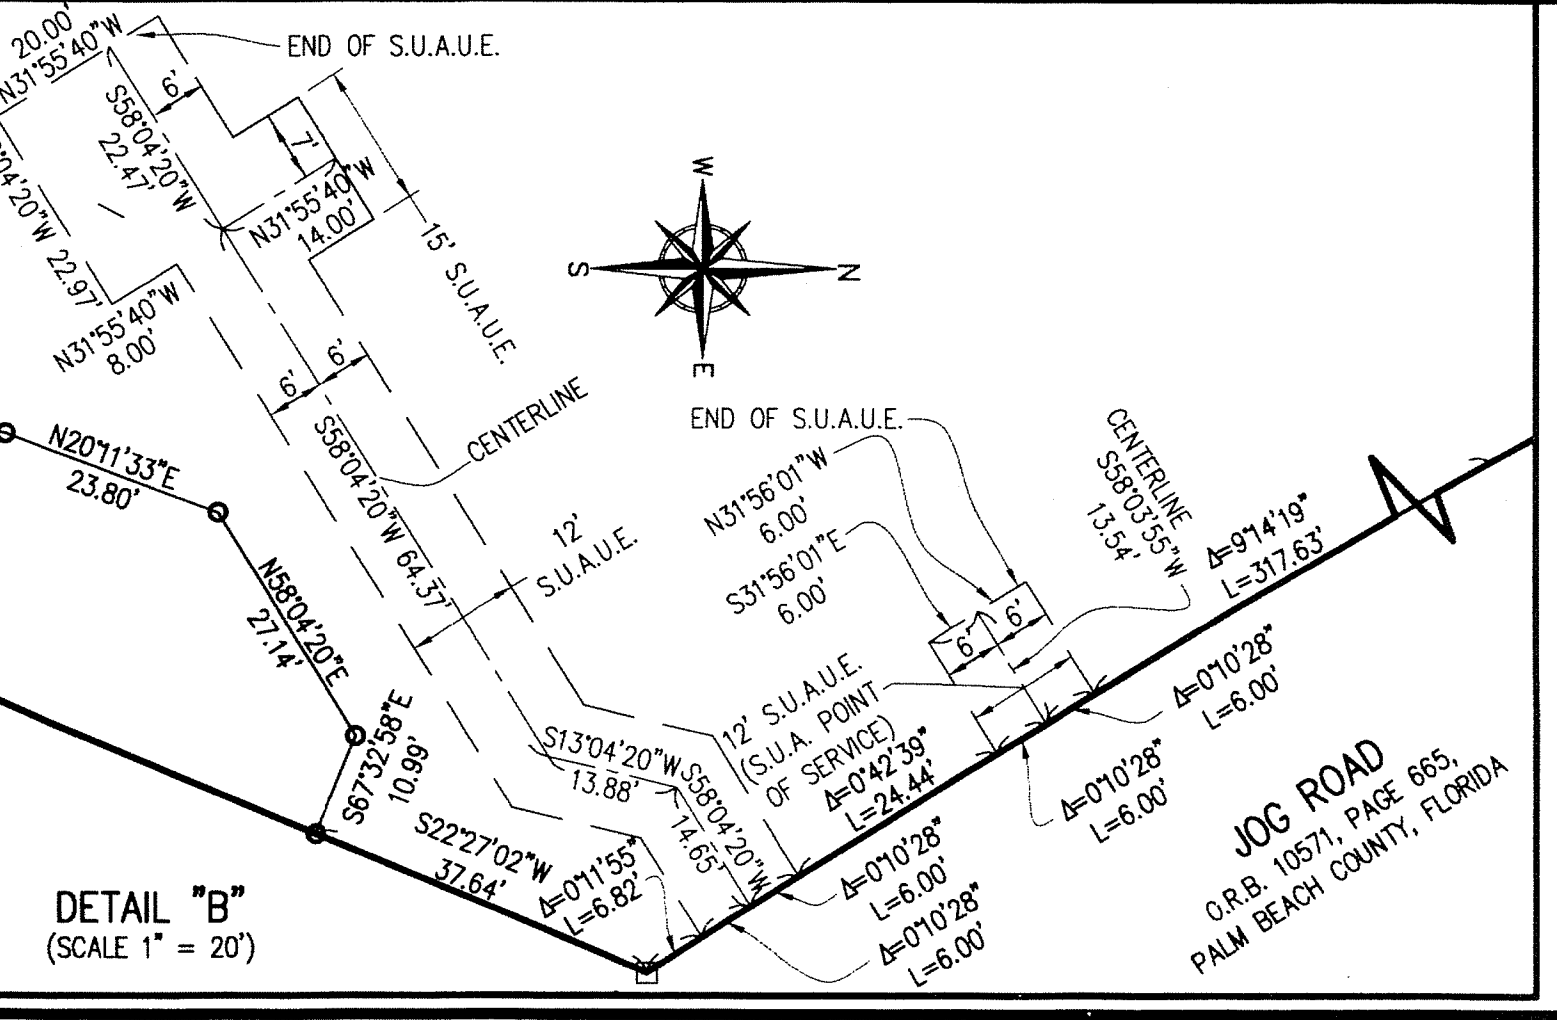 20.00'
N31°55'40"W
END OF S.U.A.U.E.
6'
S58°04'20"W
22.47'
7'
N31°55'40"W
14.00'
15' S.U.A.U.E.
04'20"W 22.97'
N31°55'40"W
8.00'
W
S
N
E
6'
6'
CENTERLINE
S58°04'20"W 64.37'
N20°11'33"E
23.80'
12'
S.U.A.U.E.
END OF S.U.A.U.E.
N31°56'01"W
6.00'
S31°56'01"E
6.00'
CENTERLINE
S58°03'55"W
13.54'
Δ=9°14'19"
L=317.63'
N58°04'20"E
27.14'
6'
6'
S67°32'58"E
10.99'
S13°04'20"W
13.88'
S58°04'20"W
14.65'
12' S.U.A.U.E.
(S.U.A. POINT
OF SERVICE)
Δ=0°42'39"
L=24.44'
Δ=0°10'28"
L=6.00'
Δ=0°10'28"
L=6.00'
S22°27'02"W
37.64'
Δ=0°11'55"
L=6.82'
Δ=0°10'28"
L=6.00'
Δ=0°10'28"
L=6.00'
JOG ROAD
O.R.B. 10571, PAGE 665,
PALM BEACH COUNTY, FLORIDA
DETAIL "B"
(SCALE 1" = 20')